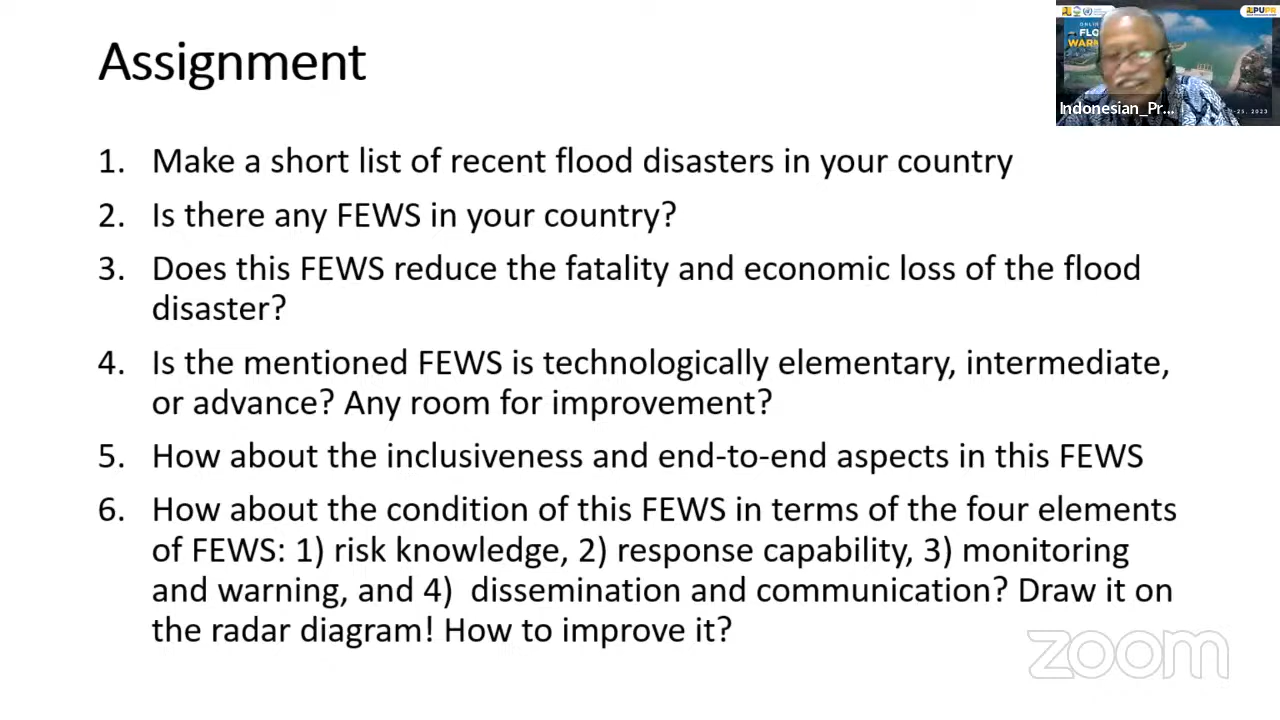 Assignment
1. Make a short list of recent flood disasters in your country
2. Is there any FEWS in your country?
3. Does this FEWS reduce the fatality and economic loss of the flood
disaster?
4. Is the mentioned FEWS is technologically elementary, intermediate,
or advance? Any room for improvement?
5. How about the inclusiveness and end-to-end aspects in this FEWS
6. How about the condition of this FEWS in terms of the four elements
of FEWS: 1) risk knowledge, 2) response capability, 3) monitoring
and warning, and 4) dissemination and communication? Draw it on
the radar diagram! How to improve it?
PUPR
Indonesian_Pr...
zoom